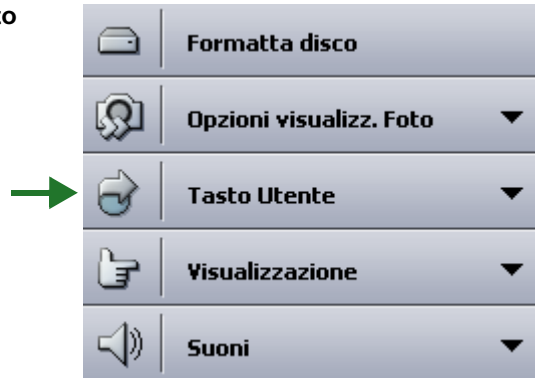 to
Formatta disco
Opzioni visualizz. Foto
Tasto Utente
Visualizzazione
Suoni